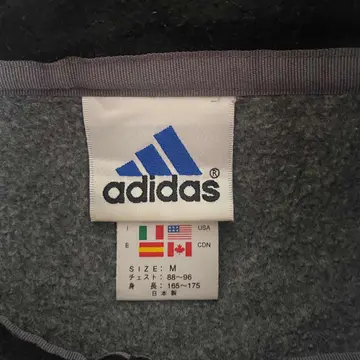 adidas®
I USA
E CDN
SIZE: M
チェスト: 88~96
身 長: 165~175
日本製